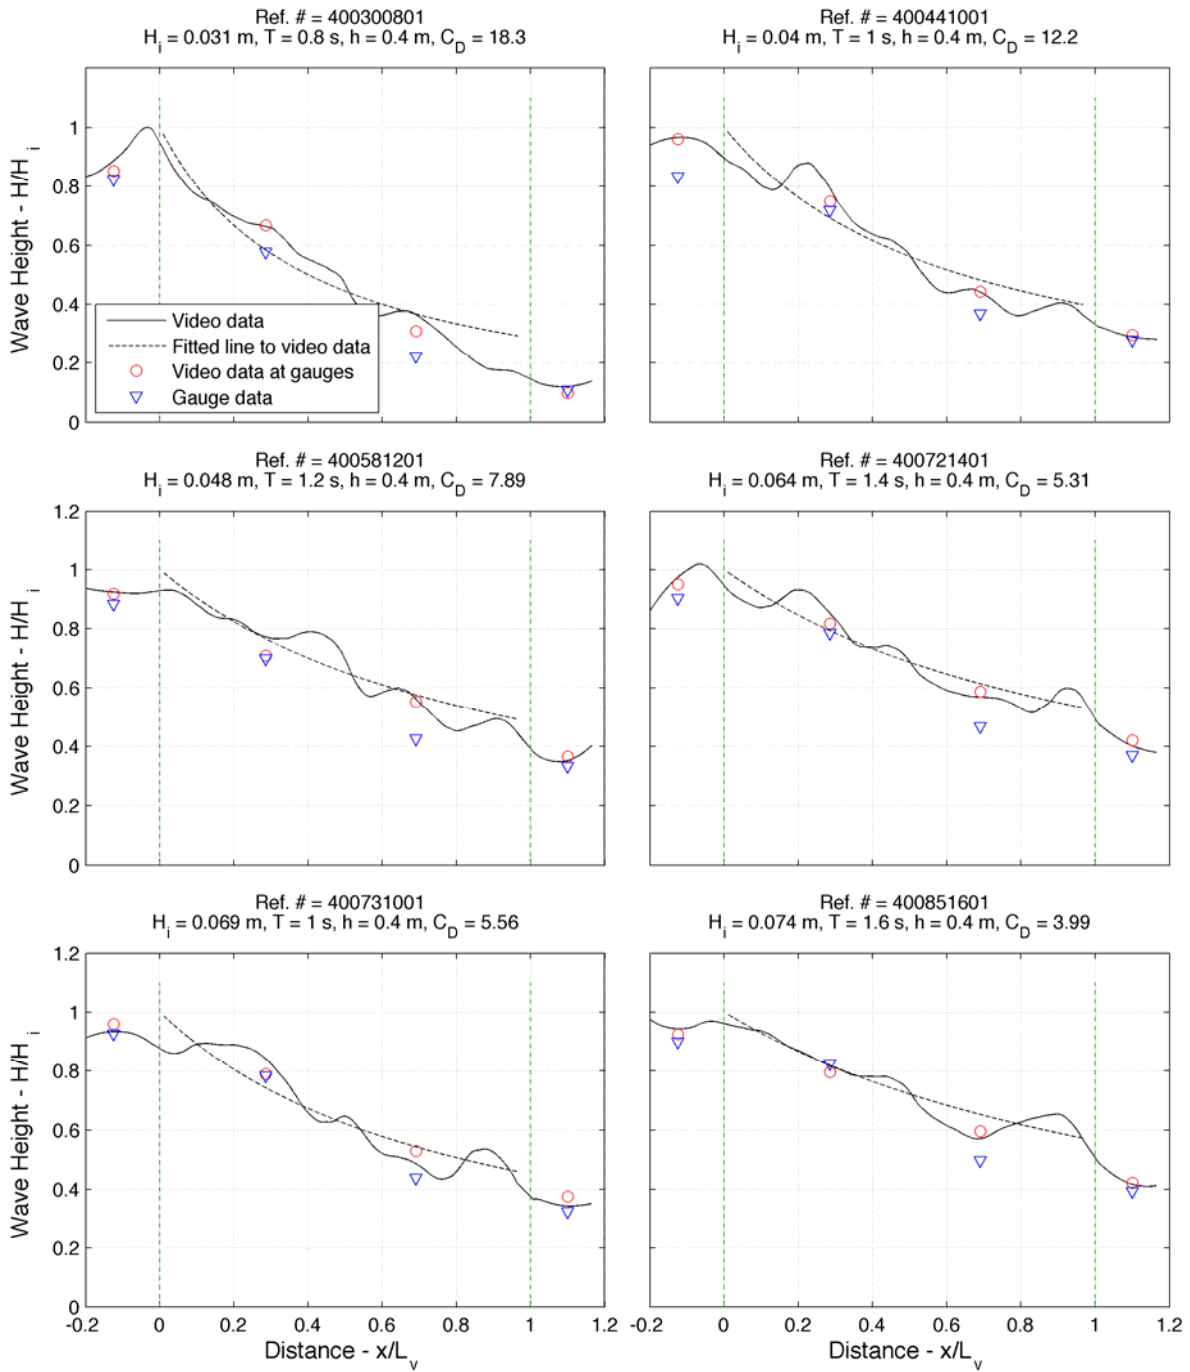 Ref. # = 400300801
H_i = 0.031 m, T = 0.8 s, h = 0.4 m, C_D = 18.3
Ref. # = 400441001
H_i = 0.04 m, T = 1 s, h = 0.4 m, C_D = 12.2
Wave Height - H/H_i
1
0.8
0.6
0.4
0.2
0
Video data
Fitted line to video data
Video data at gauges
Gauge data
Ref. # = 400581201
H_i = 0.048 m, T = 1.2 s, h = 0.4 m, C_D = 7.89
Ref. # = 400721401
H_i = 0.064 m, T = 1.4 s, h = 0.4 m, C_D = 5.31
Wave Height - H/H_i
1.2
1
0.8
0.6
0.4
0.2
0
Ref. # = 400731001
H_i = 0.069 m, T = 1 s, h = 0.4 m, C_D = 5.56
Ref. # = 400851601
H_i = 0.074 m, T = 1.6 s, h = 0.4 m, C_D = 3.99
Wave Height - H/H_i
1.2
1
0.8
0.6
0.4
0.2
0
-0.2 0 0.2 0.4 0.6 0.8 1 1.2
Distance - x/L_v
-0.2 0 0.2 0.4 0.6 0.8 1 1.2
Distance - x/L_v